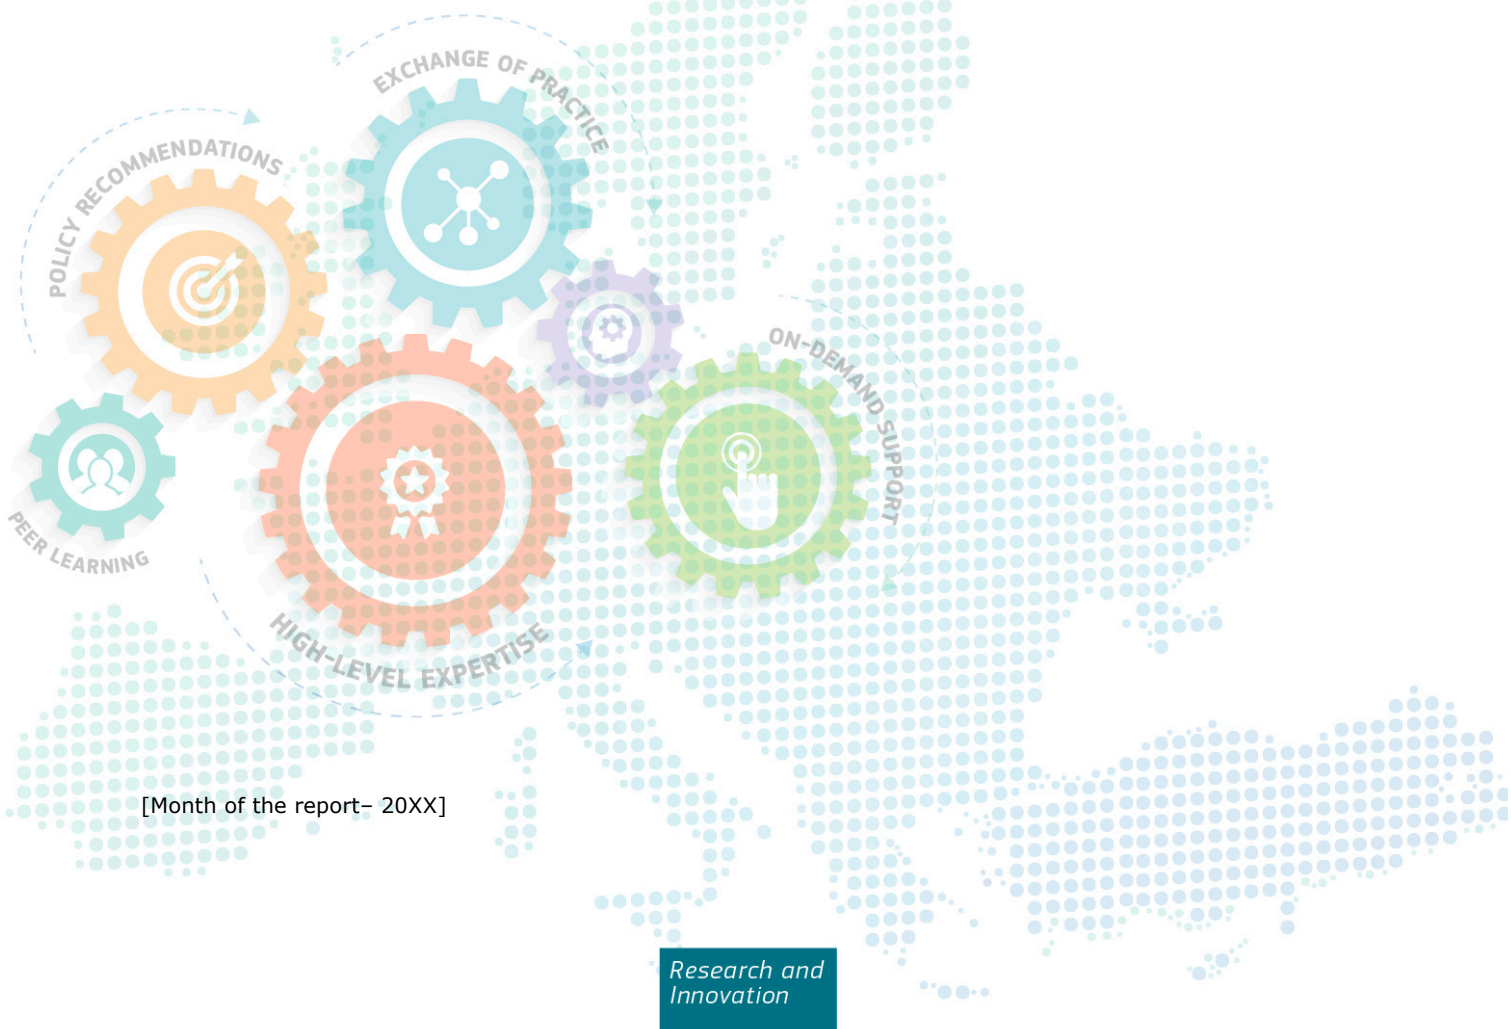 EXCHANGE OF PRACTICE
POLICY RECOMMENDATIONS
ON-DEMAND SUPPORT
PEER LEARNING
HIGH-LEVEL EXPERTISE
[Month of the report– 20XX]
Research and
Innovation